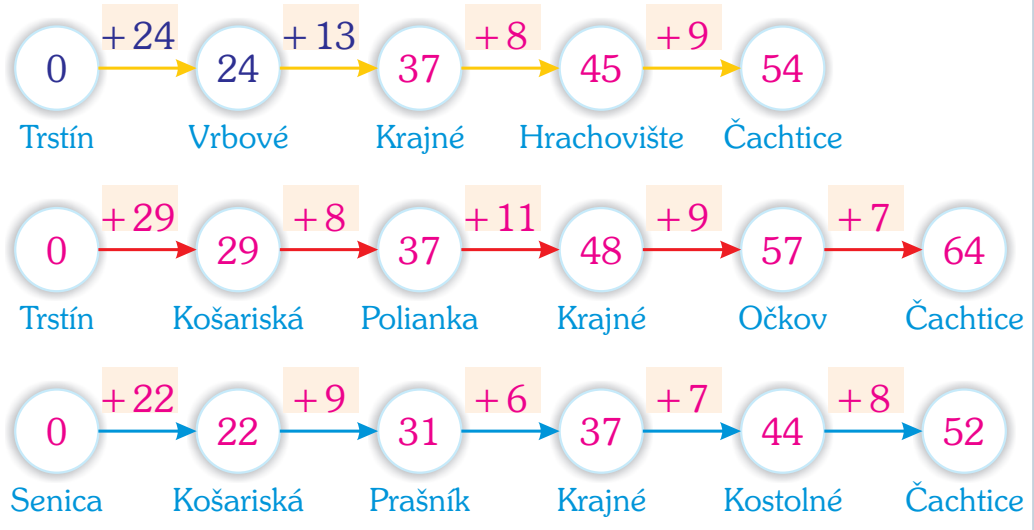 +24 +13 +8 +9
0 24 37 45 54
Trstín Vrbové Krajné Hrachovište Čachtice
+29 +8 +11 +9 +7
0 29 37 48 57 64
Trstín Košariská Polianka Krajné Očkov Čachtice
+22 +9 +6 +7 +8
0 22 31 37 44 52
Senica Košariská Prašník Krajné Kostolné Čachtice